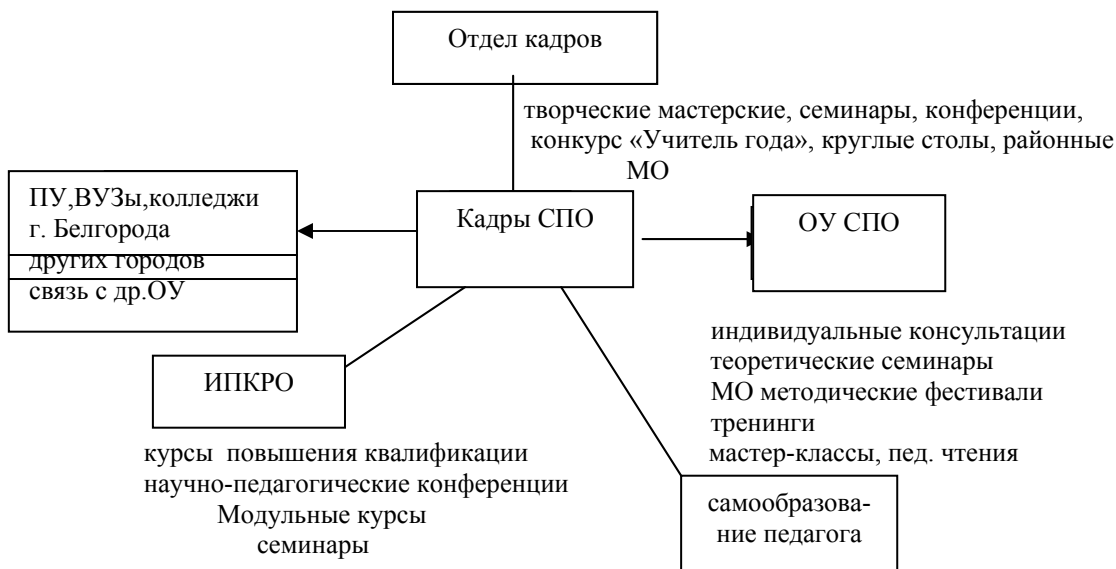 Отдел кадров
творческие мастерские, семинары, конференции,
конкурс «Учитель года», круглые столы, районные
МО
ПУ,ВУЗы,колледжи
г. Белгорода
других городов
связь с др.ОУ
Кадры СПО
ОУ СПО
индивидуальные консультации
теоретические семинары
МО методические фестивали
тренинги
мастер-классы, пед. чтения
ИПКРО
курсы повышения квалификации
научно-педагогические конференции
Модульные курсы
семинары
самообразова-
ние педагога